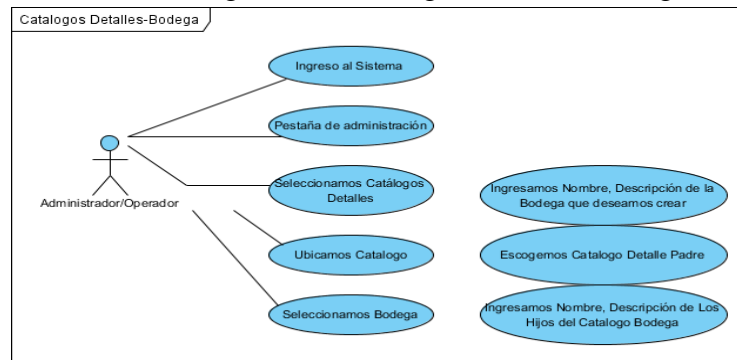 Catalogos Detalles-Bodega
Ingreso al Sistema
Pestaña de administración
Seleccionamos Catálogos
Detalles
Ubicamos Catalogo
Seleccionamos Bodega
Administrador/Operador
Ingresamos Nombre, Descripción de la
Bodega que deseamos crear
Escogemos Catalogo Detalle Padre
Ingresamos Nombre, Descripción de Los
Hijos del Catalogo Bodega